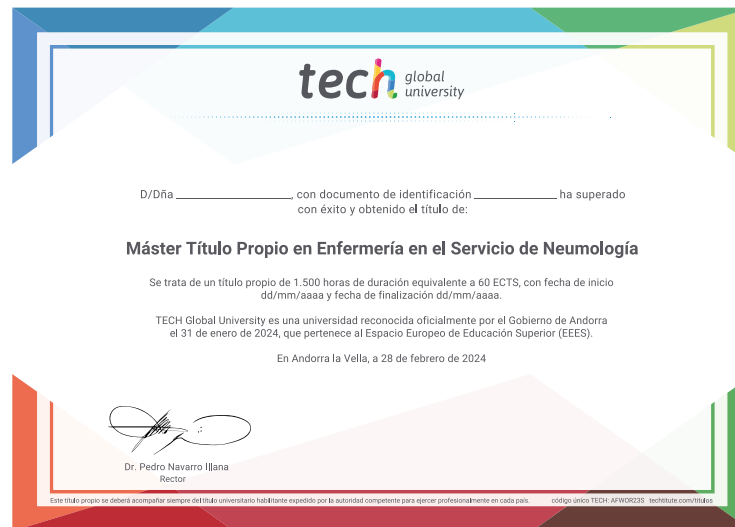 tech global
university
D/Dña ____________, con documento de identificación ____________ ha superado
con éxito y obtenido el título de:
Máster Título Propio en Enfermería en el Servicio de Neumología
Se trata de un título propio de 1.500 horas de duración equivalente a 60 ECTS, con fecha de inicio
dd/mm/aaaa y fecha de finalización dd/mm/aaaa.
TECH Global University es una universidad reconocida oficialmente por el Gobierno de Andorra
el 31 de enero de 2024, que pertenece al Espacio Europeo de Educación Superior (EEES).
En Andorra la Vella, a 28 de febrero de 2024
Dr. Pedro Navarro Illana
Rector
Este título propio se deberá acompañar siempre del título universitario habilitante expedido por la autoridad competente para ejercer profesionalmente en cada país. código único TECH: AFWOR23S techtitute.com/titulos